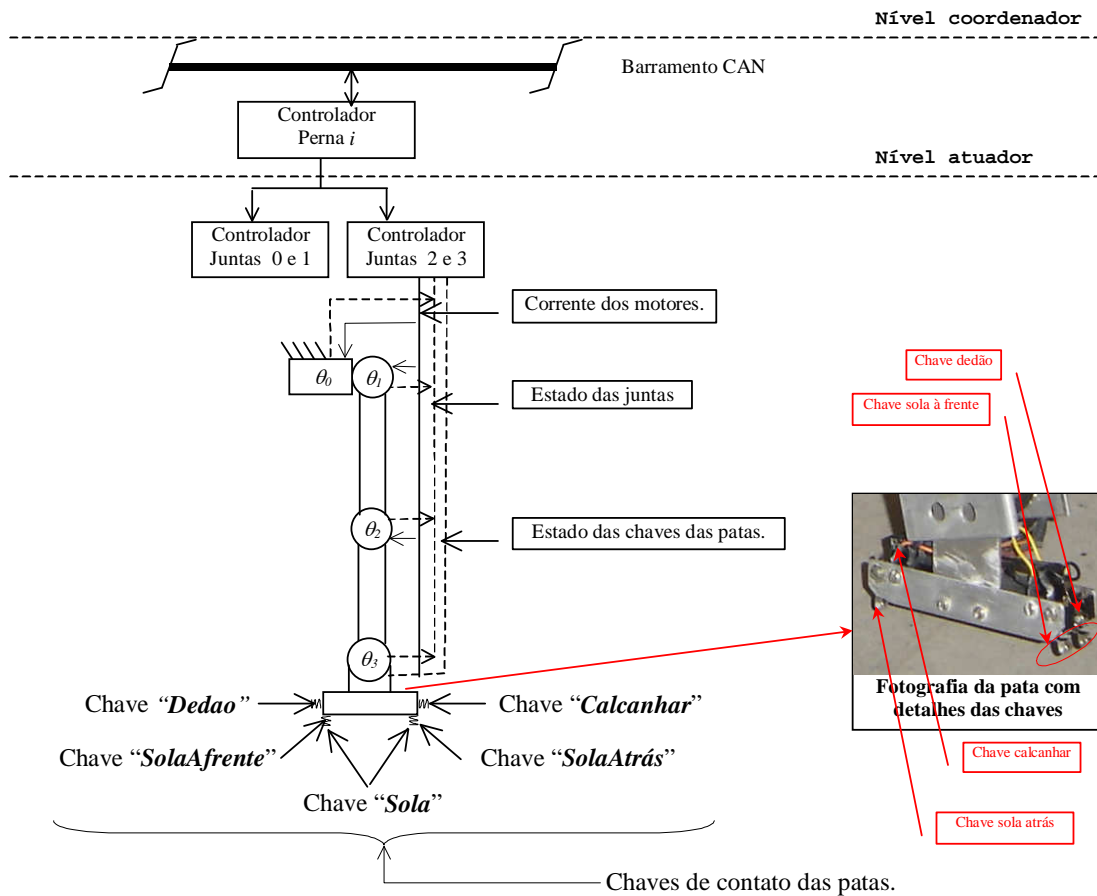 Nível coordenador
Barramento CAN
Controlador
Perna i
Nível atuador
Controlador
Juntas 0 e 1
Controlador
Juntas 2 e 3
Corrente dos motores.
θ0
θ1
Estado das juntas
Chave dedão
Chave sola à frente
θ2
Estado das chaves das patas.
θ3
Fotografia da pata com
detalhes das chaves
Chave “Dedao”
Chave “Calcanhar”
Chave “SolaAfrente”
Chave “SolaAtrás”
Chave “Sola”
Chave calcanhar
Chave sola atrás
Chaves de contato das patas.